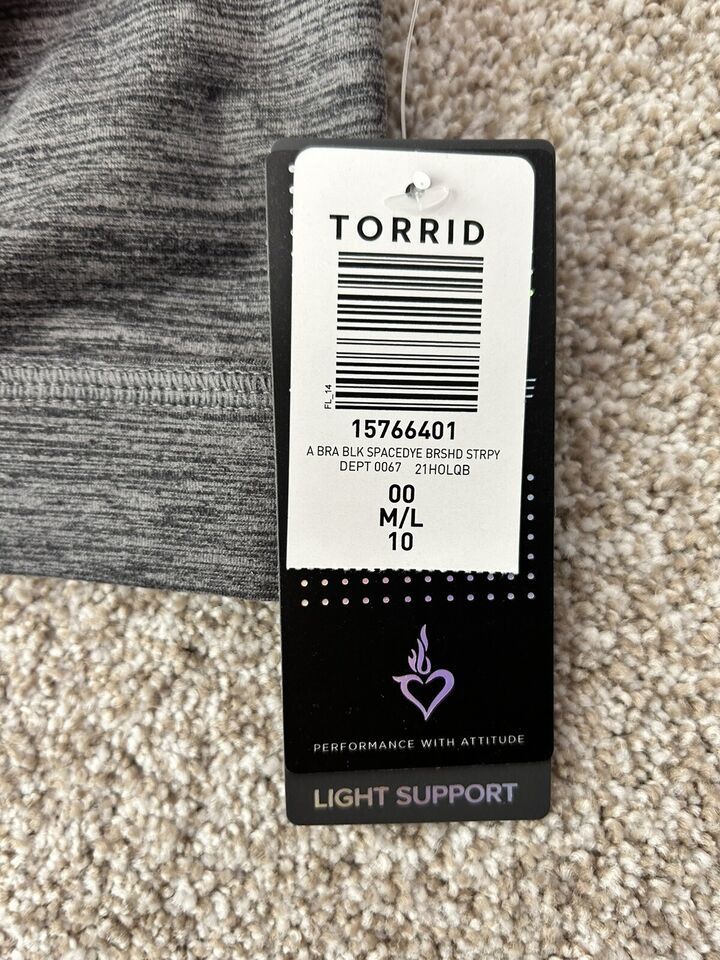 TORRID
FL_14
15766401
A BRA BLK SPACEDYE BRSHD STRPY
DEPT 0067 21HOLQB
00
M/L
10
PERFORMANCE WITH ATTITUDE
LIGHT SUPPORT